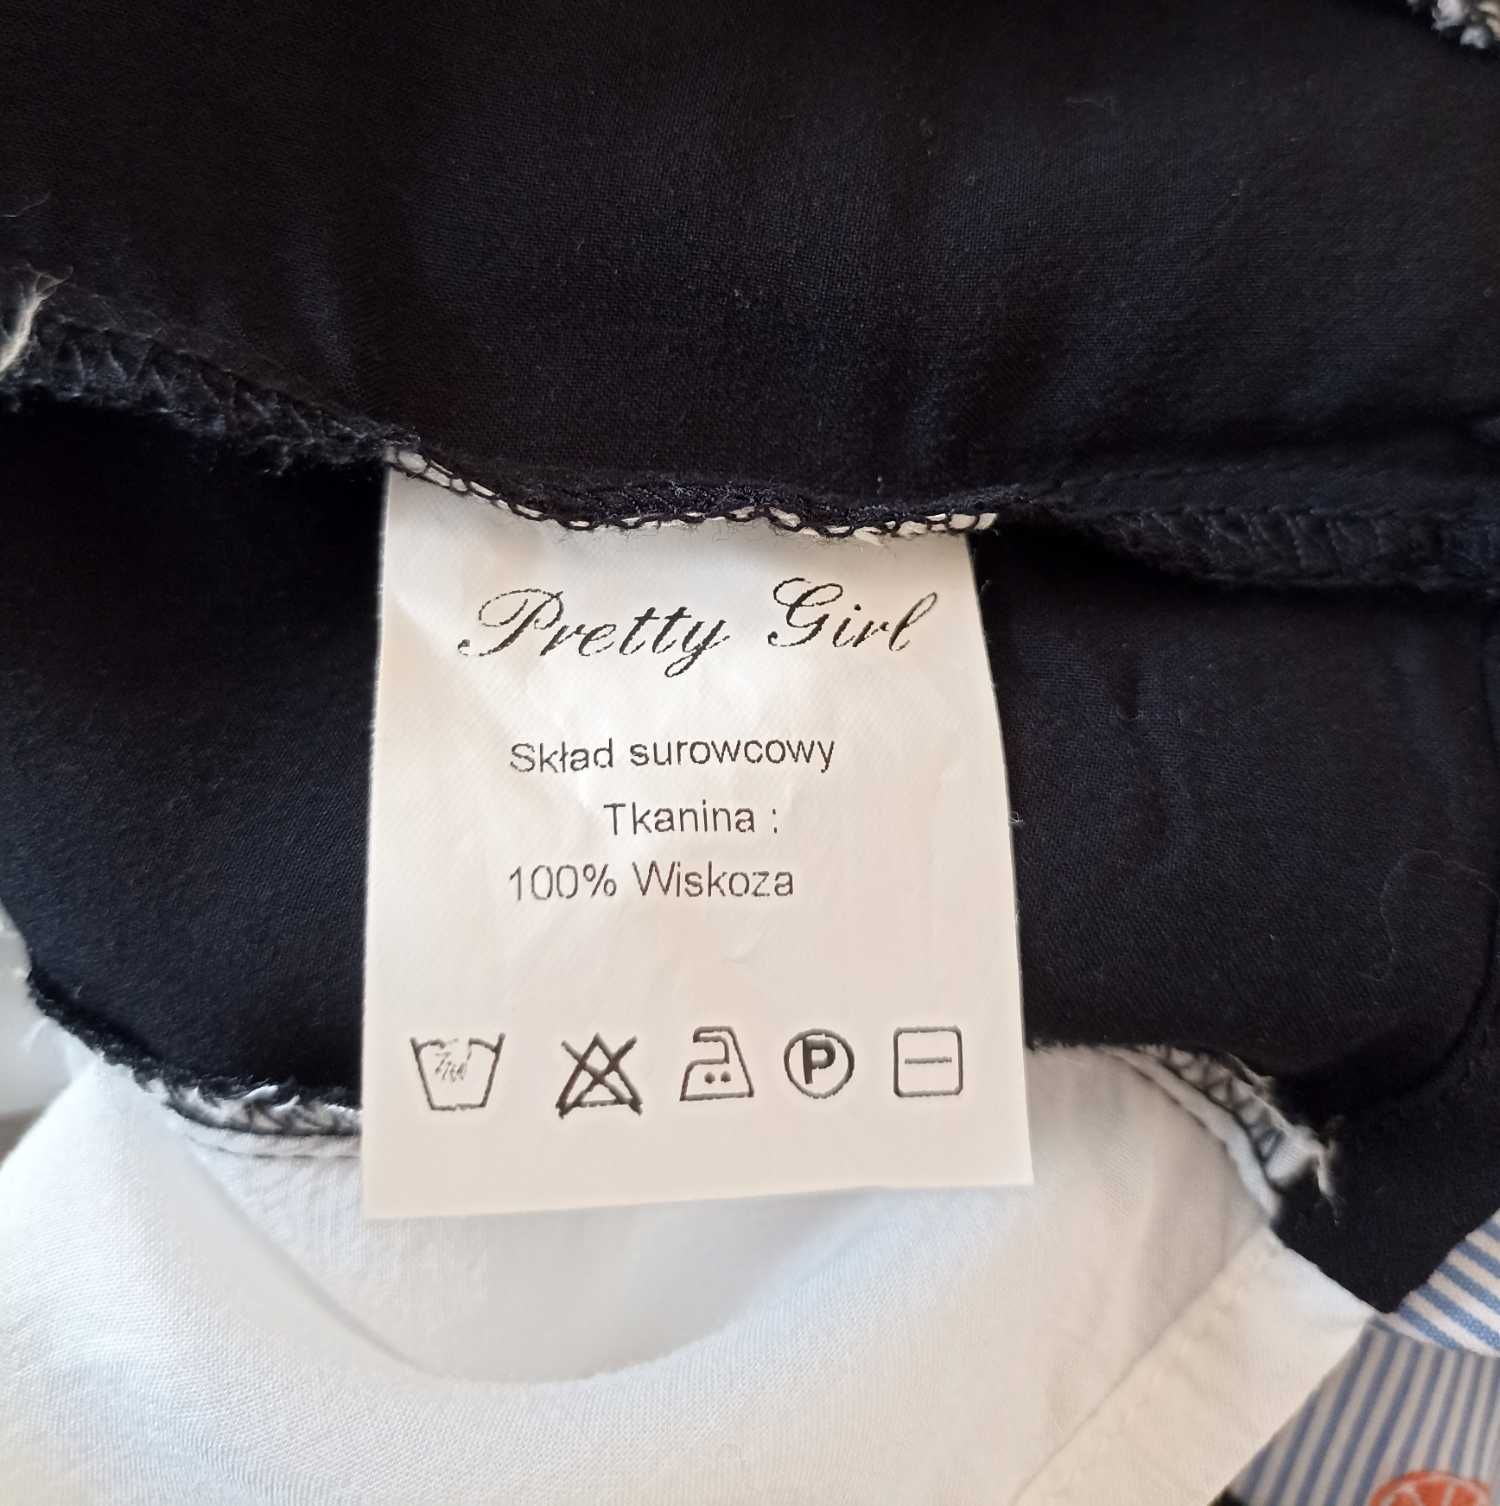 Pretty Girl
Skład surowcowy
Tkanina :
100% Wiskoza
P